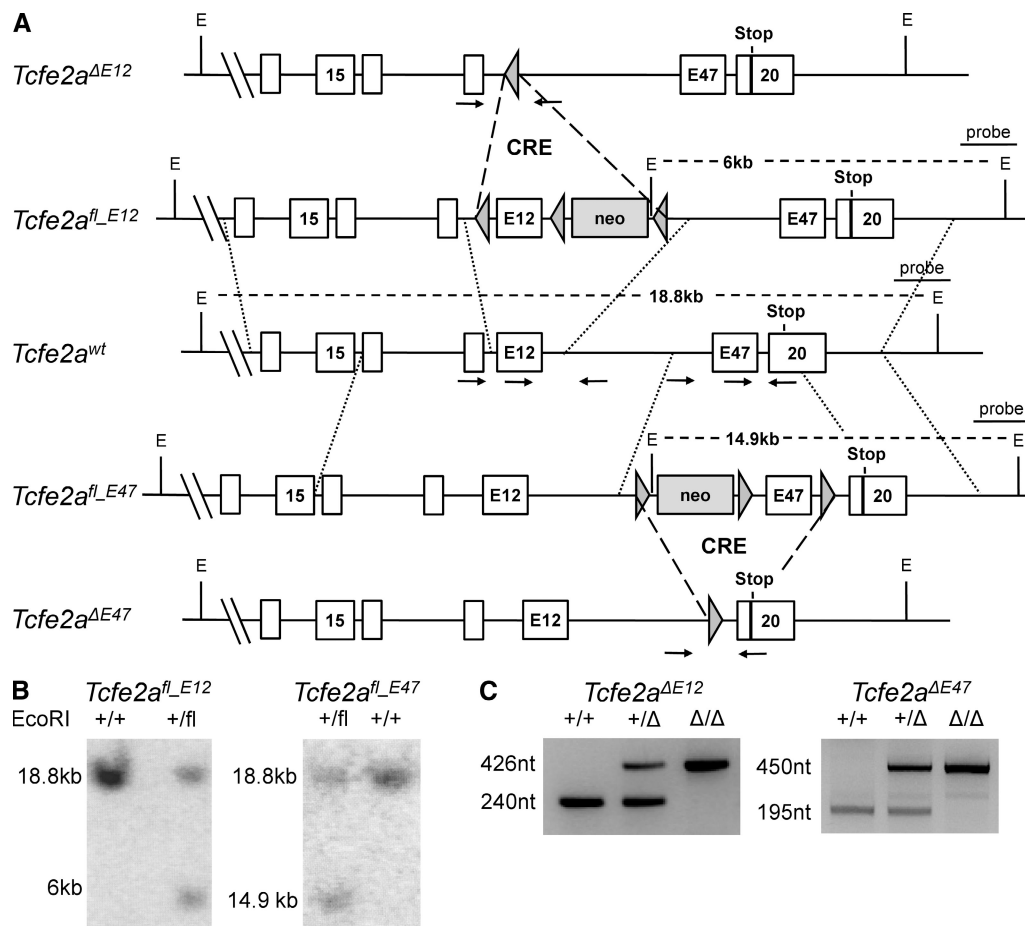 A
E
E
Stop
Tcfe2aΔE12
15
E47
20
CRE
probe
E
E
6kb
E
Stop
Tcfe2afl_E12
15
E12
neo
E47
20
probe
E
18.8kb
E
Stop
Tcfe2awt
15
E12
E47
20
probe
E
E
14.9kb
E
Stop
Tcfe2afl_E47
15
E12
neo
E47
20
CRE
E
E
Stop
Tcfe2aΔE47
15
E12
20
B
Tcfe2afl_E12
Tcfe2afl_E47
EcoRI
+/+
+/fl
+/fl
+/+
18.8kb
18.8kb
6kb
14.9 kb
C
Tcfe2aΔE12
Tcfe2aΔE47
+/+
+/Δ
Δ/Δ
+/+
+/Δ
Δ/Δ
426nt
450nt
240nt
195nt